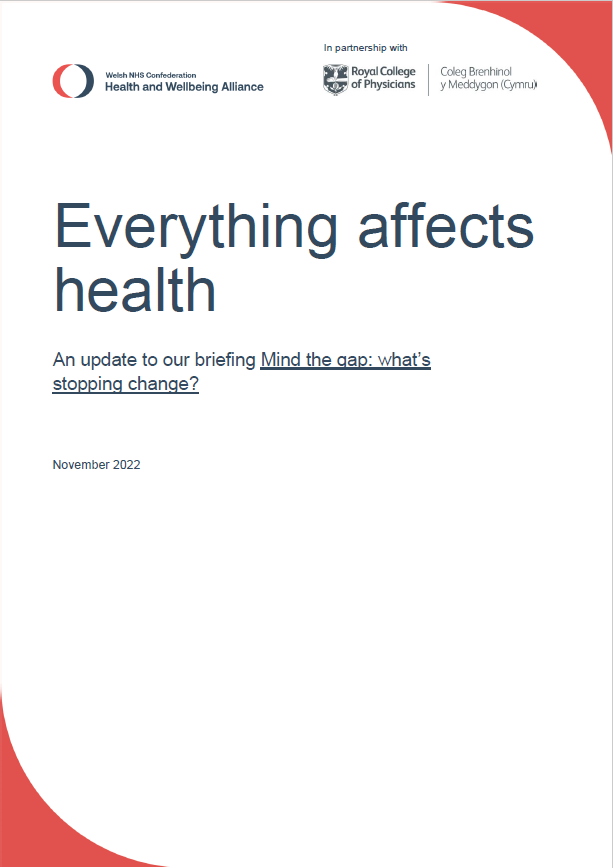 In partnership with
Welsh NHS Confederation
Health and Wellbeing Alliance
Royal College
of Physicians
Coleg Brenhinol
y Meddygon (Cymru)
Everything affects
health
An update to our briefing Mind the gap: what's
stopping change?
November 2022